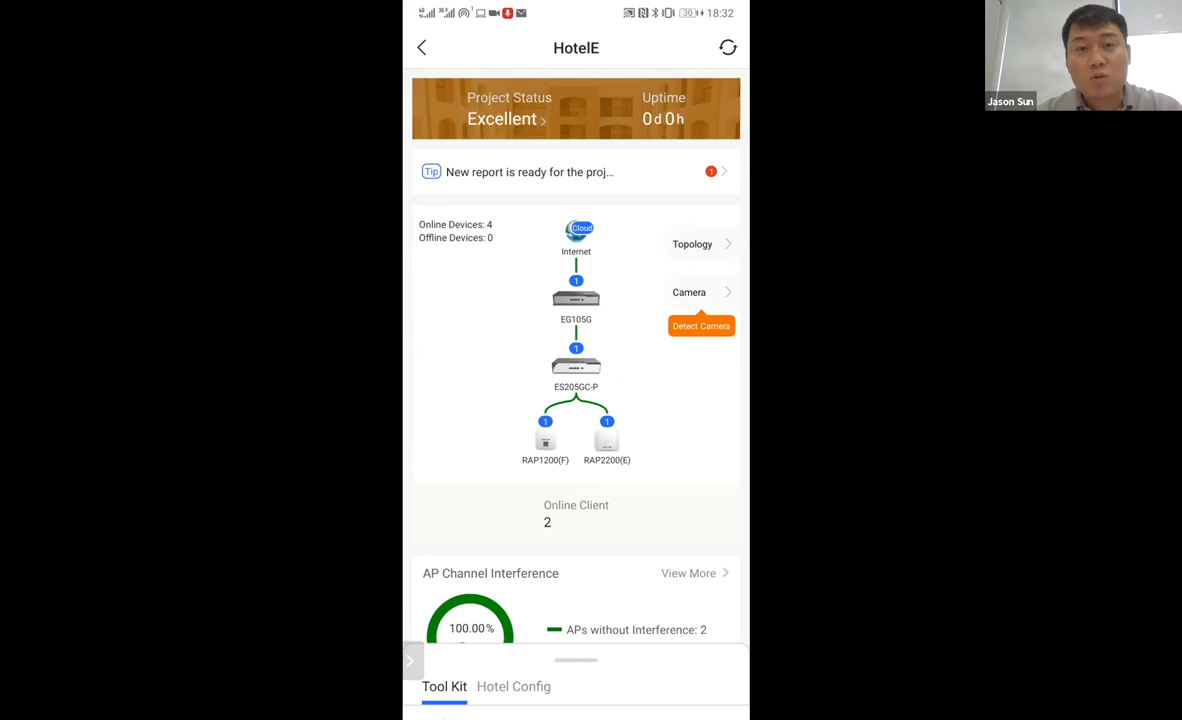 30 18:32
HotelE
Project Status
Excellent
Uptime
0d 0h
Tip New report is ready for the proj... 1
Online Devices: 4
Offline Devices: 0
Cloud
Internet
Topology
1
EG105G
Camera
Detect Camera
1
ES205GC-P
1 1
RAP1200(F) RAP2200(E)
Online Client
2
AP Channel Interference View More
100.00% APs without Interference: 2
Tool Kit Hotel Config
Jason Sun